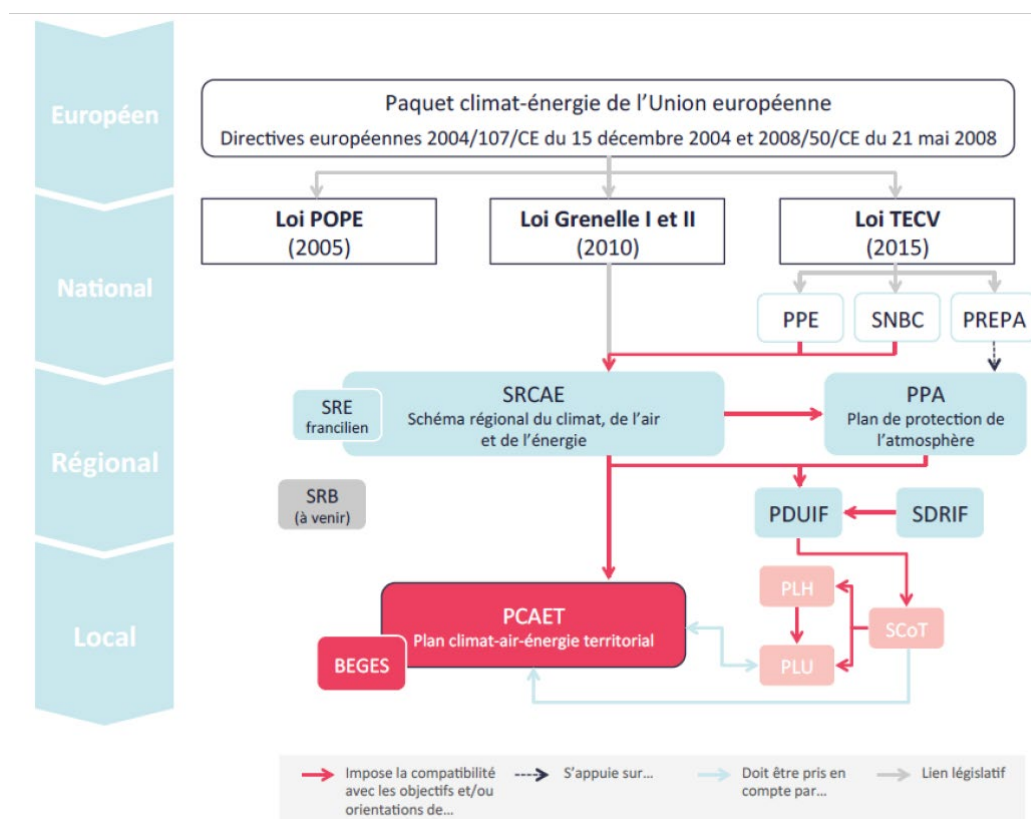 Européen
Paquet climat-énergie de l’Union européenne
Directives européennes 2004/107/CE du 15 décembre 2004 et 2008/50/CE du 21 mai 2008
National
Loi POPE
(2005)
Loi Grenelle I et II
(2010)
Loi TECV
(2015)
PPE
SNBC
PREPA
Régional
SRE
francilien
SRCAE
Schéma régional du climat, de l’air
et de l’énergie
PPA
Plan de protection de
l’atmosphère
SRB
(à venir)
PDUIF
SDRIF
Local
PCAET
Plan climat-air-énergie territorial
BEGES
PLH
SCoT
PLU
Impose la compatibilité
avec les objectifs et/ou
orientations de...
S’appuie sur...
Doit être pris en
compte par...
Lien législatif